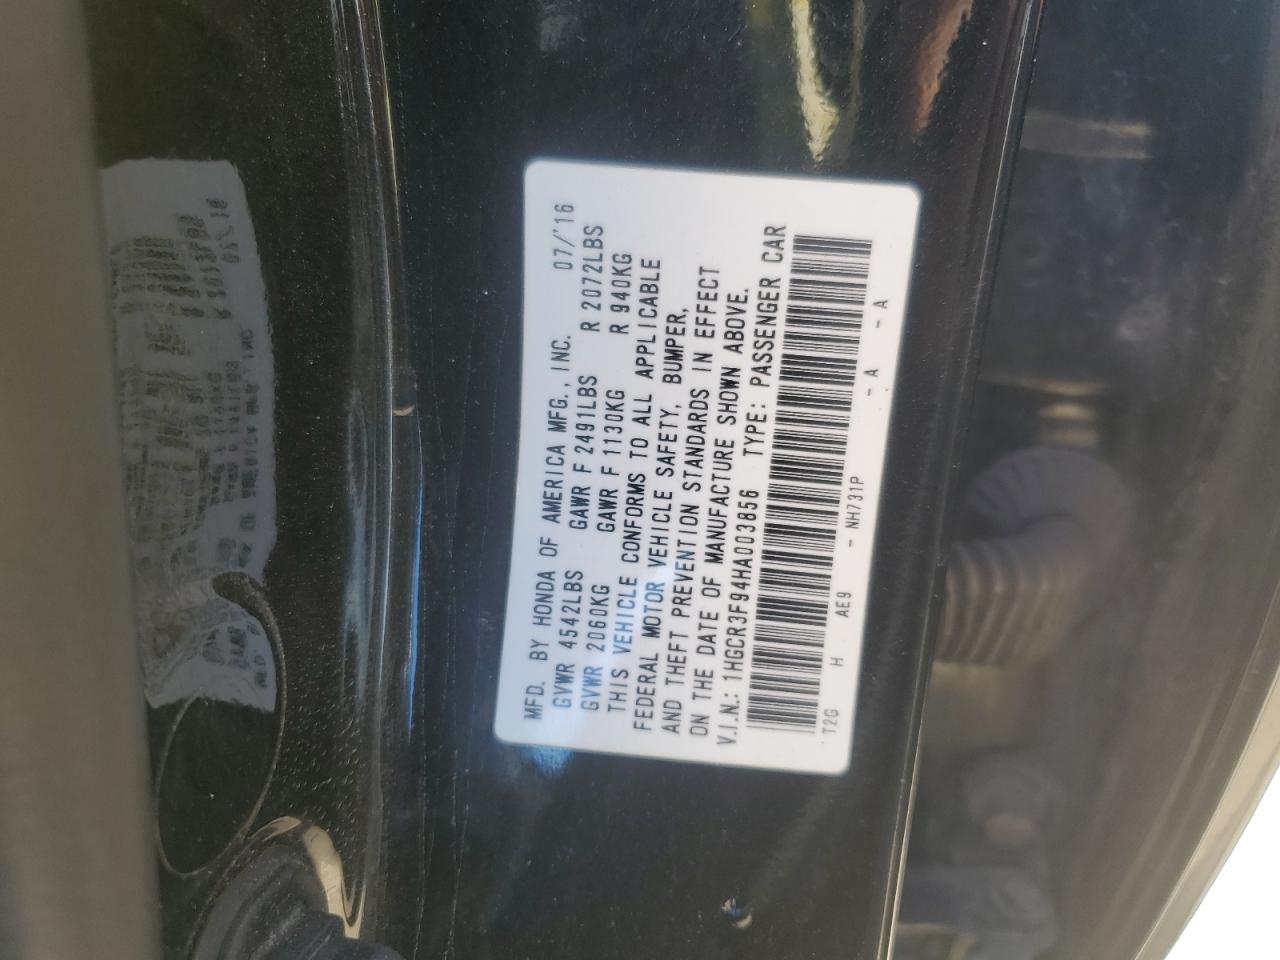 MFD. BY HONDA OF AMERICA MFG., INC. 07/'16
GVWR 4542LBS GAWR F 2491LBS R 2072LBS
GVWR 2060KG GAWR F 1130KG R 940KG
THIS VEHICLE CONFORMS TO ALL APPLICABLE
FEDERAL MOTOR VEHICLE SAFETY, BUMPER,
AND THEFT PREVENTION STANDARDS IN EFFECT
ON THE DATE OF MANUFACTURE SHOWN ABOVE.
V.I.N.: 1HGCR3F94HA003856 TYPE: PASSENGER CAR
T2G H AE9 - NH731P - A - A